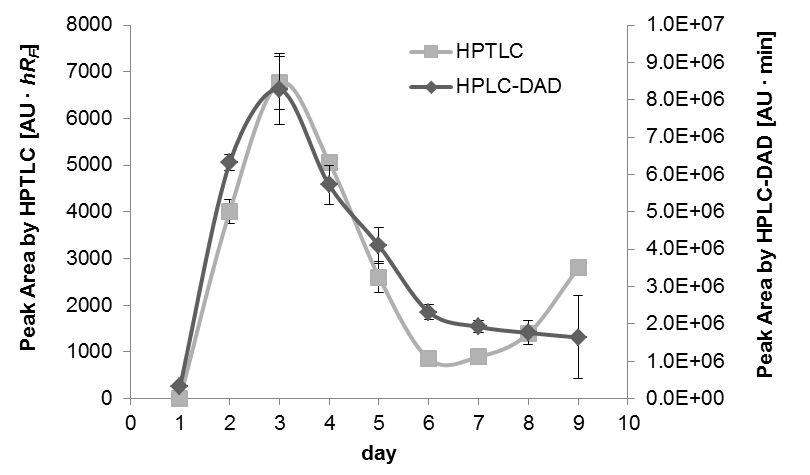 Peak Area by HPTLC [AU · hRF]
8000
7000
6000
5000
4000
3000
2000
1000
0
HPTLC
HPLC-DAD
1.0E+07
9.0E+06
8.0E+06
7.0E+06
6.0E+06
5.0E+06
4.0E+06
3.0E+06
2.0E+06
1.0E+06
0.0E+00
Peak Area by HPLC-DAD [AU · min]
0 1 2 3 4 5 6 7 8 9 10
day